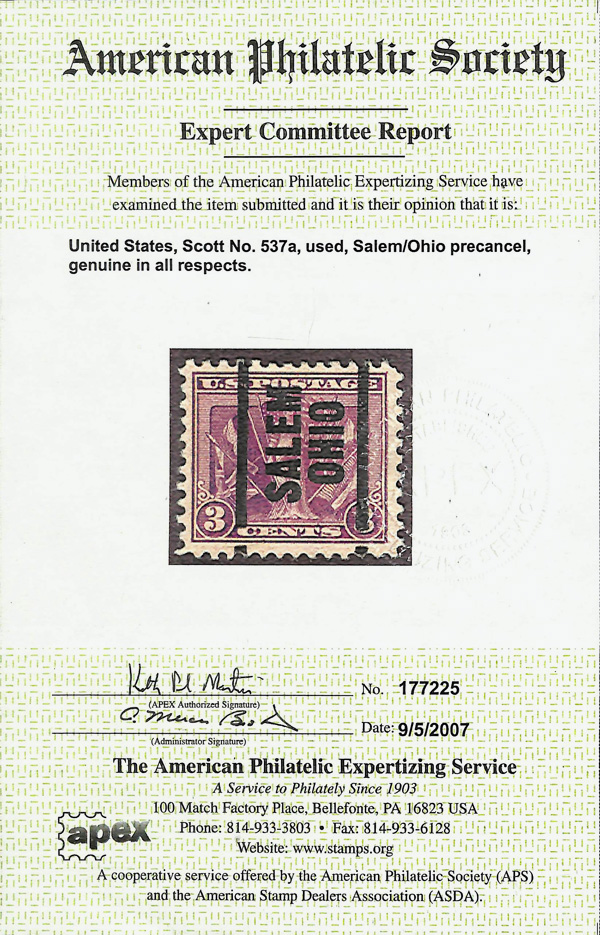 American Philatelic Society
Expert Committee Report
Members of the American Philatelic Expertizing Service have
examined the item submitted and it is their opinion that it is:
United States, Scott No. 537a, used, Salem/Ohio precancel,
genuine in all respects.
U.S. POSTAGE
SALEM
OHIO
3 CENTS 3
APEX
No. 177225
(APEX Authorized Signature)
Date: 9/5/2007
(Administrator Signature)
The American Philatelic Expertizing Service
A Service to Philately Since 1903
100 Match Factory Place, Bellefonte, PA 16823 USA
apex
Phone: 814-933-3803 • Fax: 814-933-6128
Website: www.stamps.org
A cooperative service offered by the American Philatelic Society (APS)
and the American Stamp Dealers Association (ASDA).